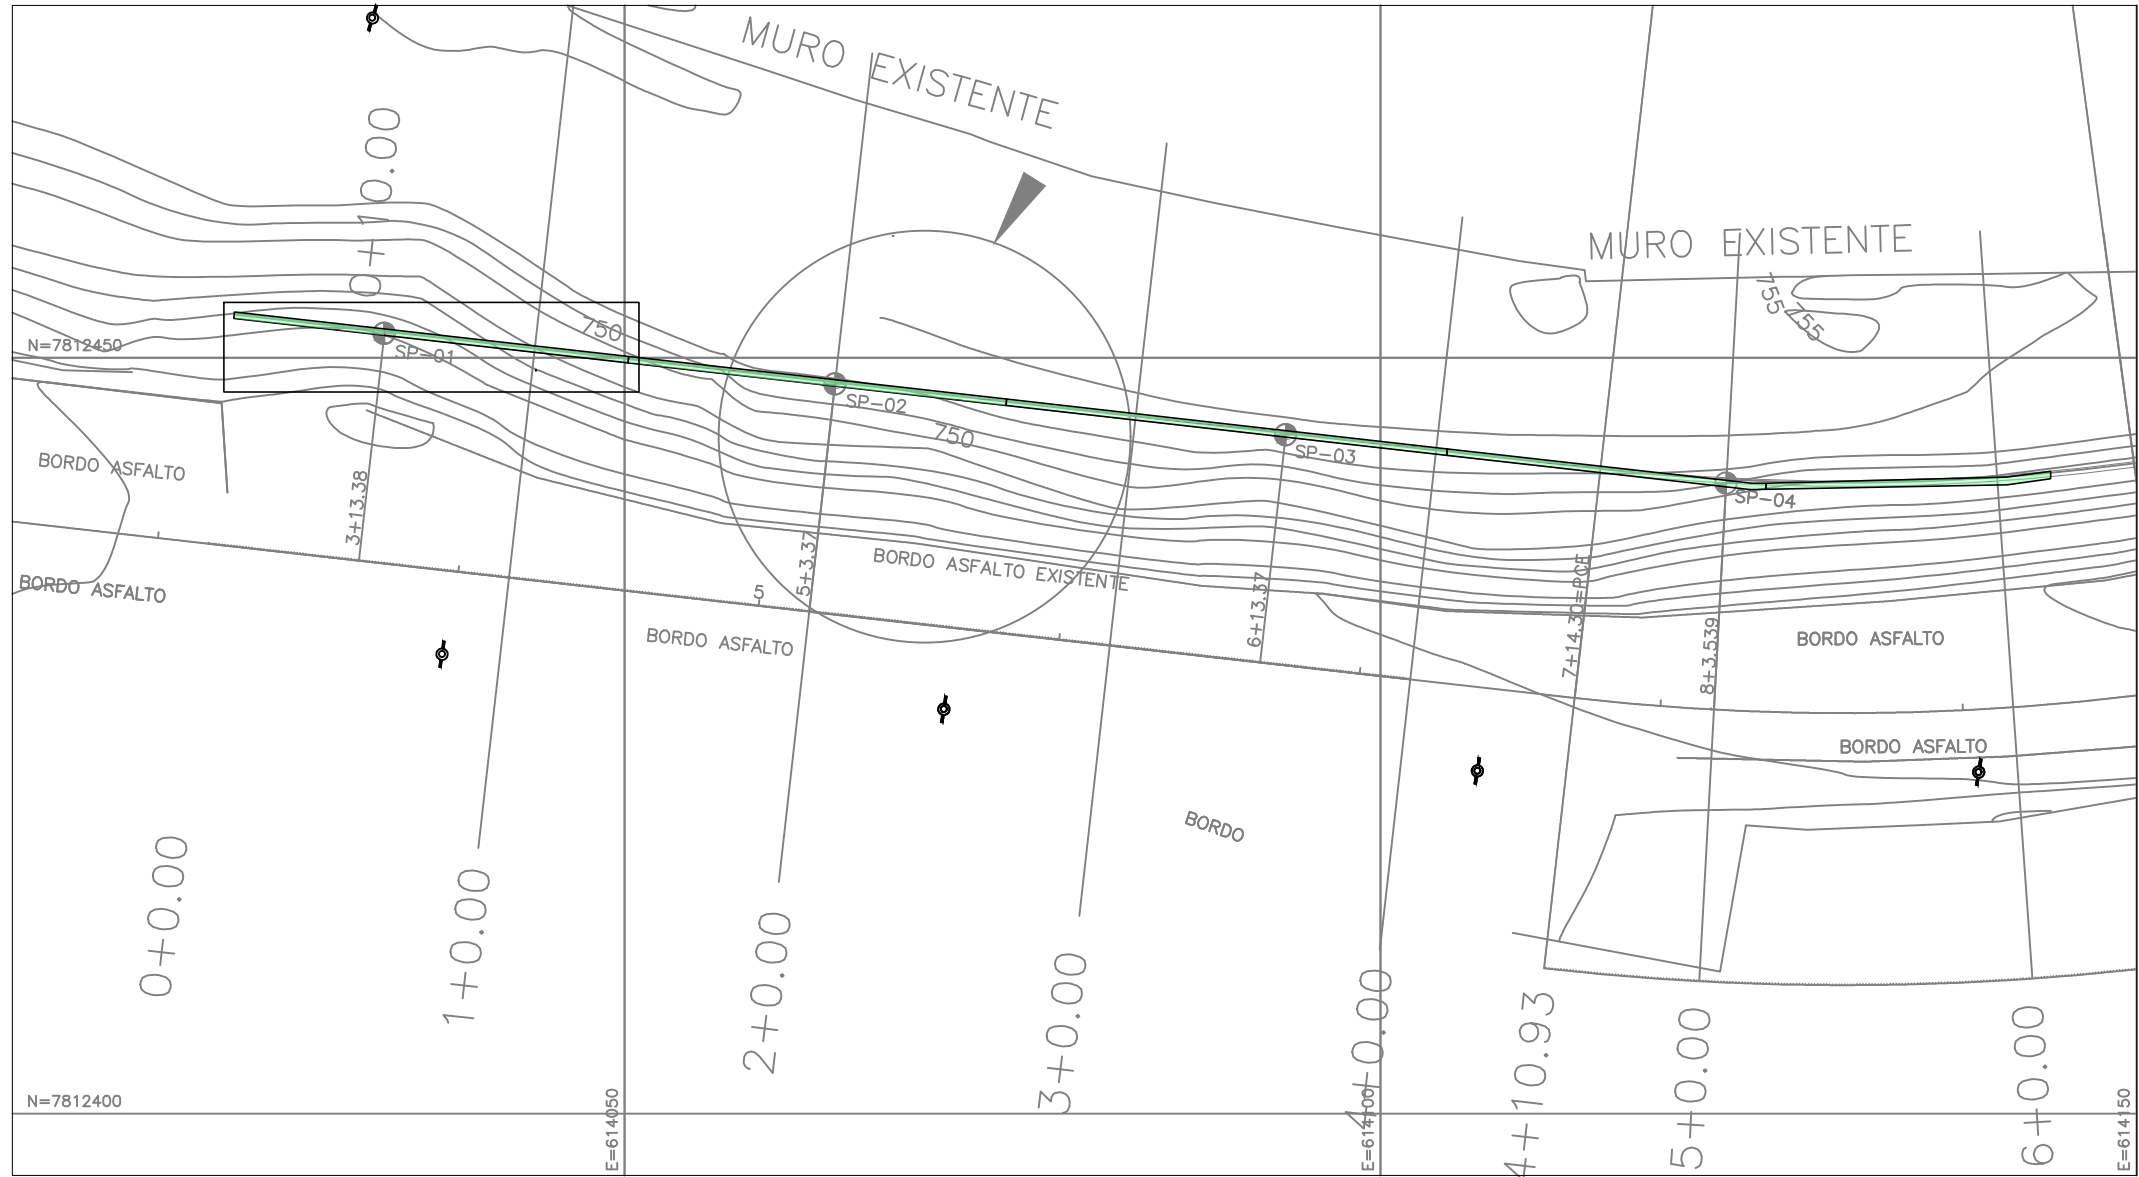 MURO EXISTENTE
0+10.00
MURO EXISTENTE
755
755
750
N=7812450
SP-01
SP-02
750
SP-03
SP-04
BORDO ASFALTO
3+13.38
5+3.37
BORDO ASFALTO EXISTENTE
BORDO ASFALTO
5
6+13.37
7+14.30=PCE
8+3.539
BORDO ASFALTO
BORDO ASFALTO
BORDO ASFALTO
BORDO
0+0.00
1+0.00
2+0.00
3+0.00
4+0.00
4+10.93
5+0.00
6+0.00
N=7812400
E=614050
E=614100
E=614150